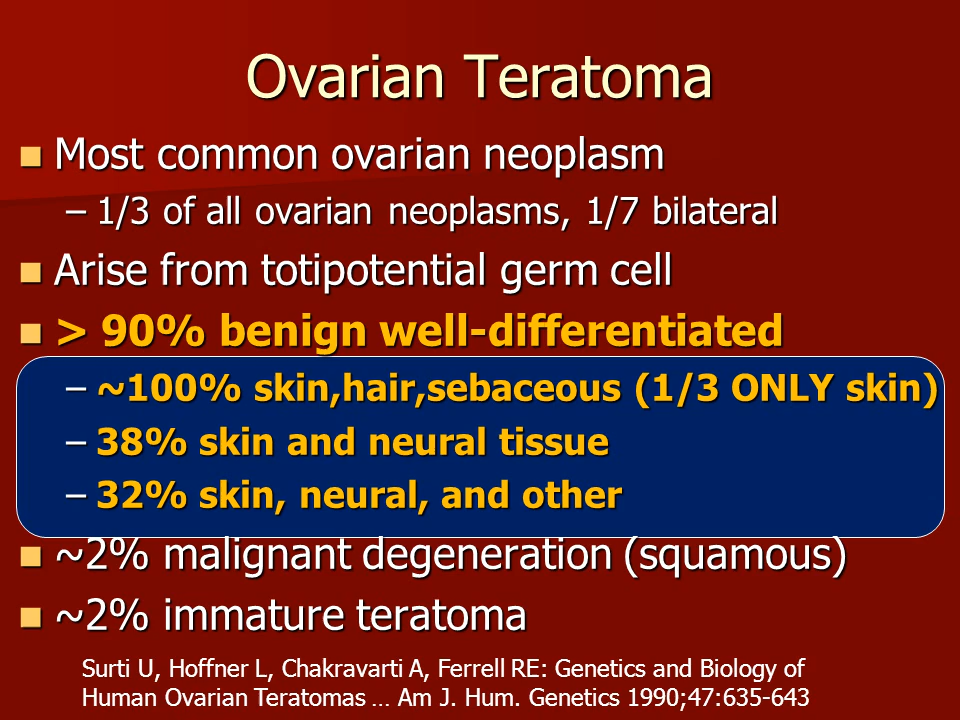 Ovarian Teratoma
Most common ovarian neoplasm
– 1/3 of all ovarian neoplasms, 1/7 bilateral
Arise from totipotential germ cell
> 90% benign well-differentiated
– ~100% skin,hair,sebaceous (1/3 ONLY skin)
– 38% skin and neural tissue
– 32% skin, neural, and other
~2% malignant degeneration (squamous)
~2% immature teratoma
Surti U, Hoffner L, Chakravarti A, Ferrell RE: Genetics and Biology of
Human Ovarian Teratomas … Am J. Hum. Genetics 1990;47:635-643